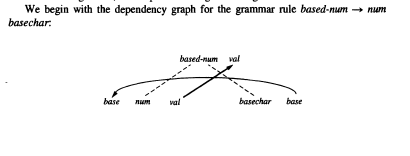 We begin with the dependency graph for the grammar rule based-num → num
basechar:
based-num val
base num val basechar base